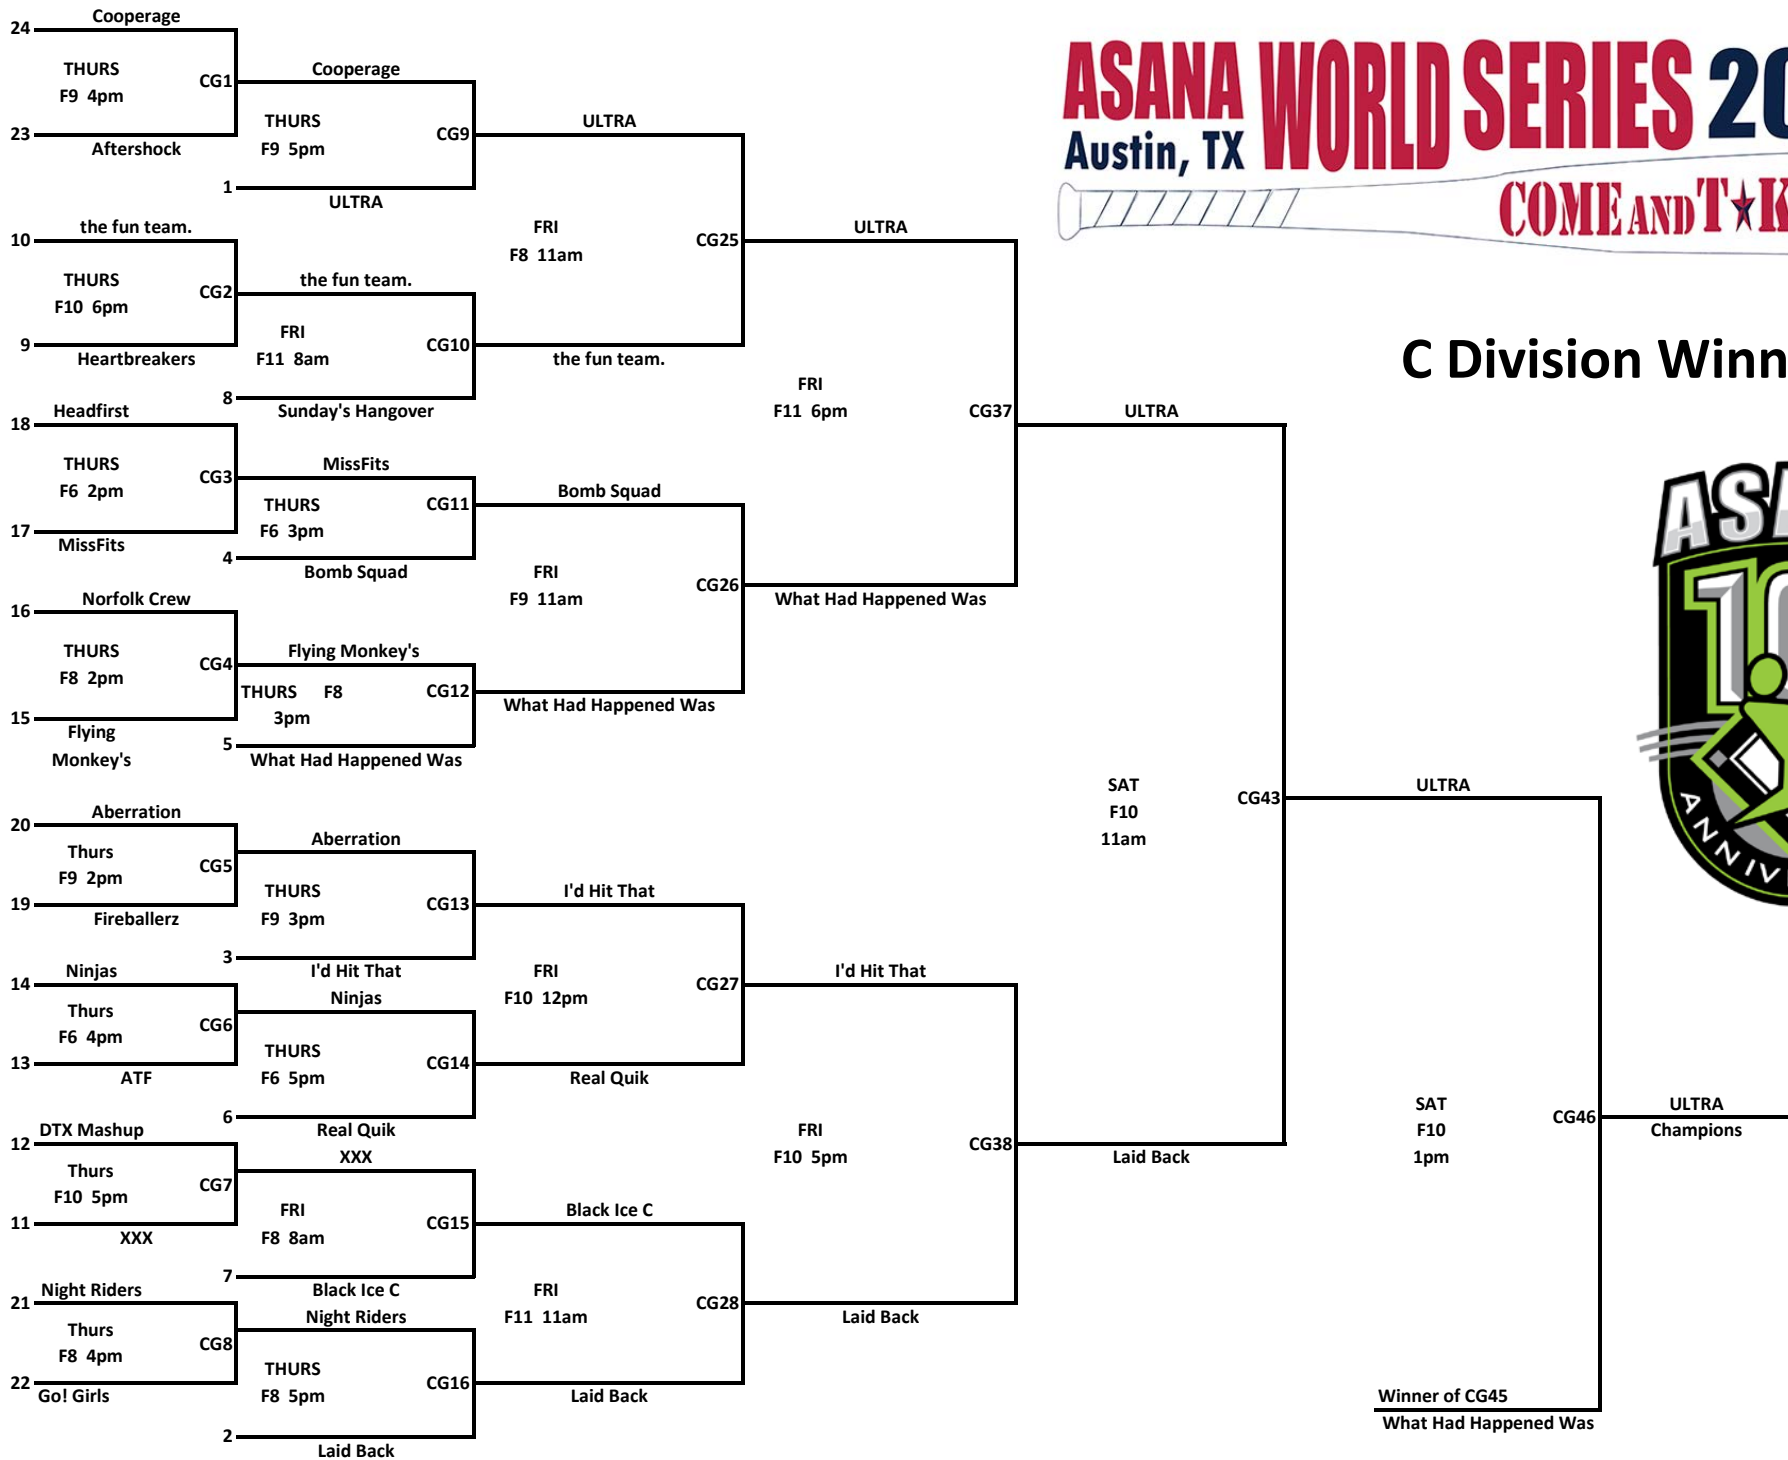 ASANA WORLD SERIES 20
Austin, TX
COME AND T★K
C Division Winn
ASA
10
ANNIV
Cooperage
24
THURS
F9 4pm
CG1
23
Aftershock
Cooperage
THURS
F9 5pm
CG9
1
ULTRA
ULTRA
the fun team.
10
THURS
F10 6pm
CG2
9
Heartbreakers
the fun team.
FRI
F11 8am
CG10
8
Sunday's Hangover
the fun team.
FRI
F8 11am
CG25
ULTRA
Headfirst
18
THURS
F6 2pm
CG3
17
MissFits
MissFits
THURS
F6 3pm
CG11
4
Bomb Squad
Bomb Squad
Norfolk Crew
16
THURS
F8 2pm
CG4
15
Flying
Monkey's
Flying Monkey's
THURS F8
3pm
CG12
5
What Had Happened Was
What Had Happened Was
FRI
F9 11am
CG26
What Had Happened Was
FRI
F11 6pm
CG37
ULTRA
Aberration
20
Thurs
F9 2pm
CG5
19
Fireballerz
Aberration
THURS
F9 3pm
CG13
3
I'd Hit That
I'd Hit That
Ninjas
14
Thurs
F6 4pm
CG6
13
ATF
Ninjas
THURS
F6 5pm
CG14
6
Real Quik
Real Quik
FRI
F10 12pm
CG27
I'd Hit That
DTX Mashup
12
Thurs
F10 5pm
CG7
11
XXX
XXX
FRI
F8 8am
CG15
7
Black Ice C
Black Ice C
Night Riders
21
Thurs
F8 4pm
CG8
22
Go! Girls
Night Riders
THURS
F8 5pm
CG16
2
Laid Back
Laid Back
FRI
F11 11am
CG28
Laid Back
FRI
F10 5pm
CG38
Laid Back
SAT
F10
11am
CG43
ULTRA
SAT
F10
1pm
CG46
Winner of CG45
What Had Happened Was
ULTRA
Champions